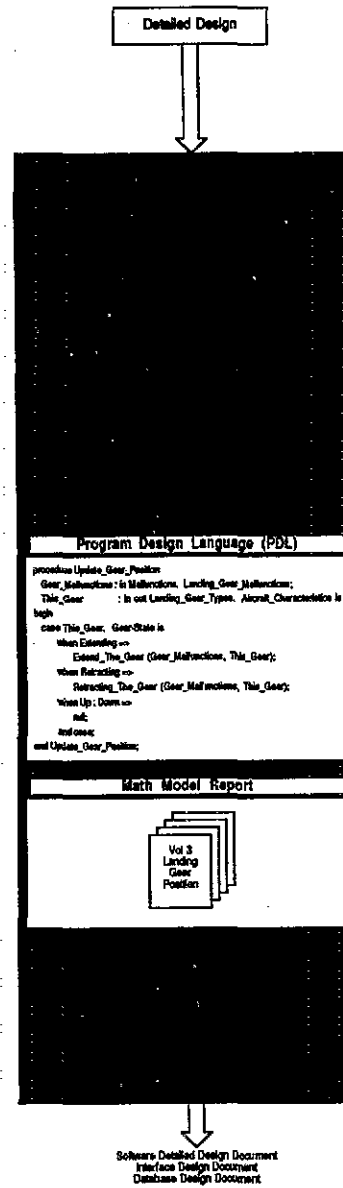 Detailed Design
Program Design Language (PDL)
procedure Update_Gear_Position
Gear_Malfunctions : in Malfunctions. Landing_Gear_Malfunctions;
This_Gear : in out Landing_Gear_Types. Aircraft_Characteristics is
begin
case This_Gear. Gear-State is
when Extending =>
Extend_The_Gear (Gear_Malfunctions, This_Gear);
when Retracting =>
Retracting_The_Gear (Gear_Malfunctions, This_Gear);
when Up : Down =>
null;
end case;
end Update_Gear_Position;
Math Model Report
Vol 3
Landing
Gear
Position
Software Detailed Design Document
Interface Design Document
Database Design Document